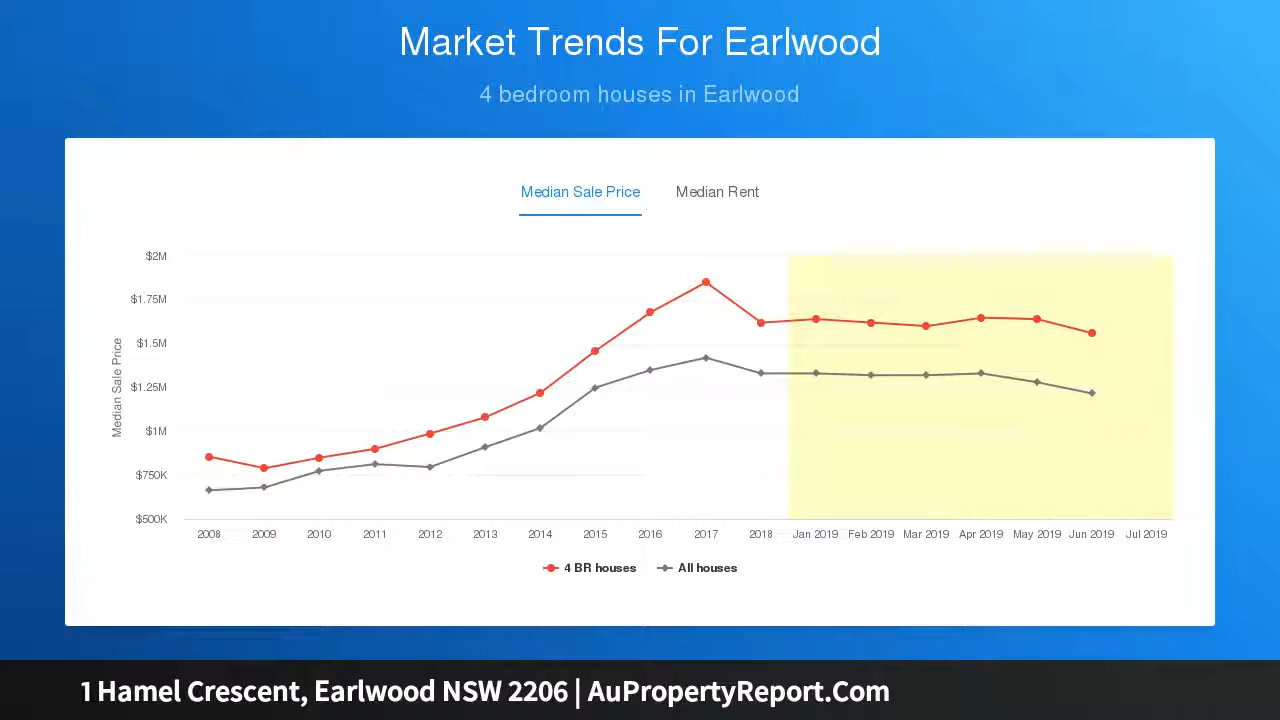 Market Trends For Earlwood
4 bedroom houses in Earlwood
Median Sale Price Median Rent
$2M
$1.75M
$1.5M
$1.25M
$1M
$750K
$500K
Median Sale Price
2008 2009 2010 2011 2012 2013 2014 2015 2016 2017 2018 Jan 2019 Feb 2019 Mar 2019 Apr 2019 May 2019 Jun 2019 Jul 2019
4 BR houses All houses
1 Hamel Crescent, Earlwood NSW 2206 | AuPropertyReport.Com